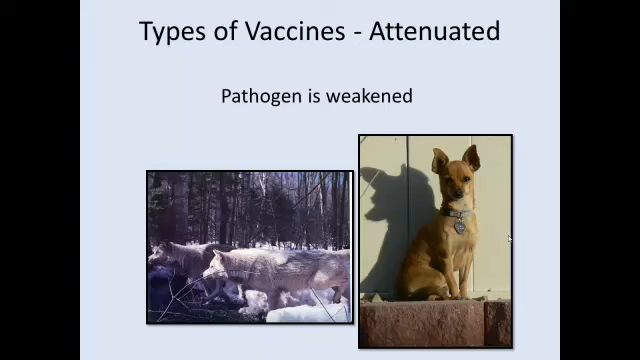 Types of Vaccines - Attenuated
Pathogen is weakened